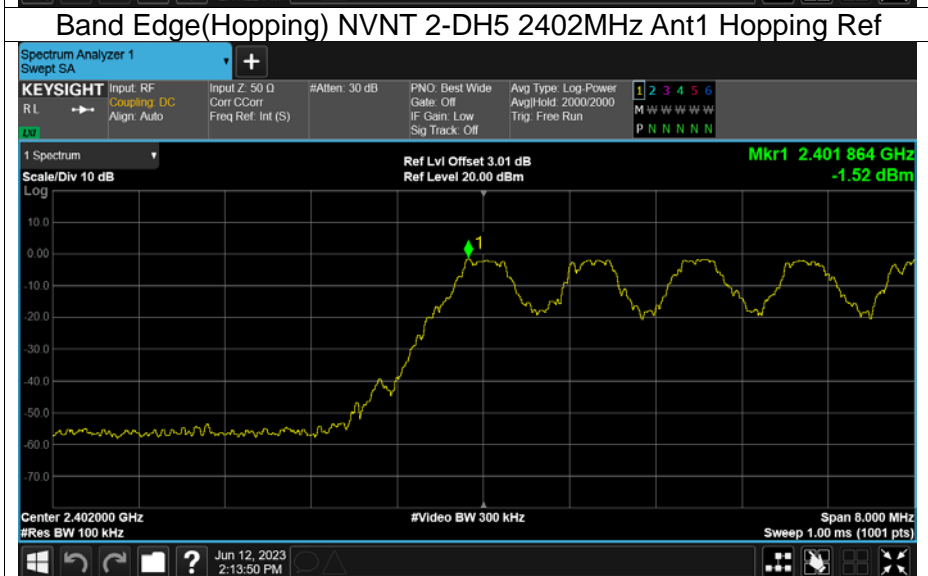 Band Edge(Hopping) NVNT 2-DH5 2402MHz Ant1 Hopping Ref
Spectrum Analyzer 1
Swept SA
+
KEYSIGHT Input: RF Input Z: 50 Ω #Atten: 30 dB PNO: Best Wide Avg Type: Log-Power 1 2 3 4 5 6
RL Coupling: DC Corr CCorr Gate: Off Avg|Hold: 2000/2000 M W W W W W
Align: Auto Freq Ref: Int (S) IF Gain: Low Trig: Free Run
LXI Sig Track: Off P N N N N N
1 Spectrum Ref Lvl Offset 3.01 dB Mkr1 2.401 864 GHz
Scale/Div 10 dB Ref Level 20.00 dBm -1.52 dBm
Log
10.0
1
0.00
-10.0
-20.0
-30.0
-40.0
-50.0
-60.0
-70.0
Center 2.402000 GHz #Video BW 300 kHz Span 8.000 MHz
#Res BW 100 kHz Sweep 1.00 ms (1001 pts)
? Jun 12, 2023
2:13:50 PM